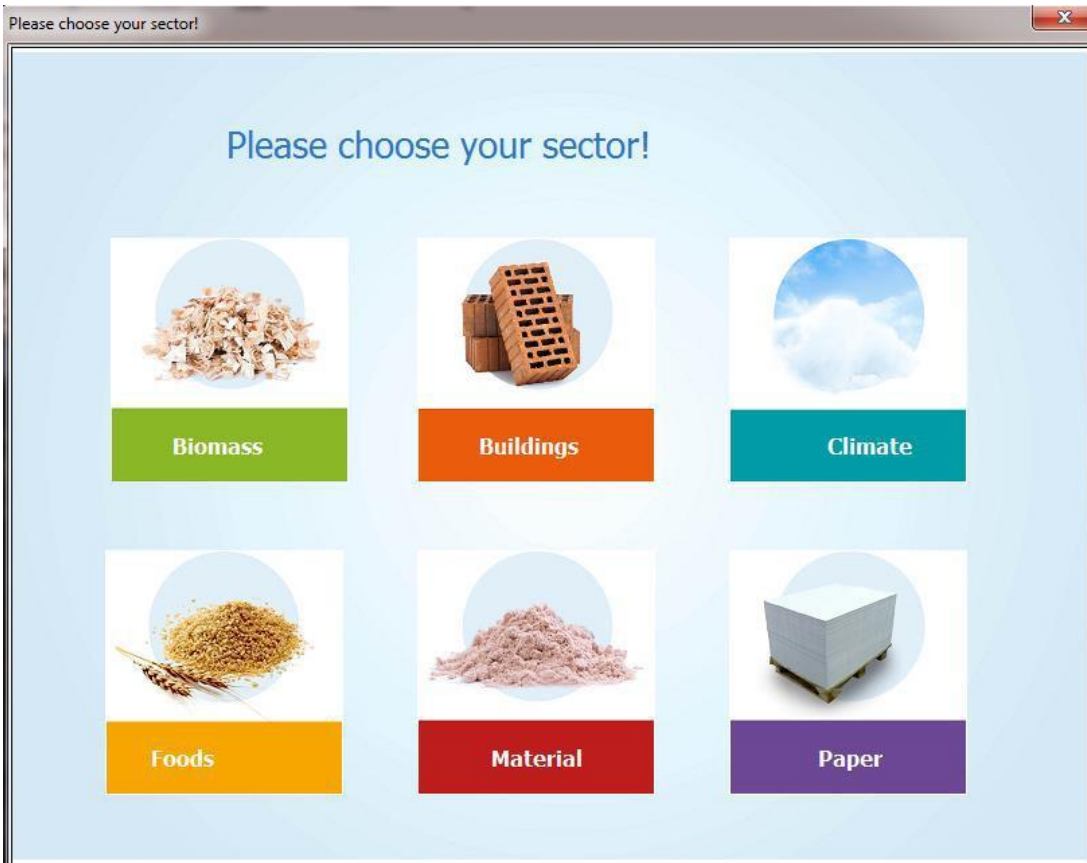 Please choose your sector!
Please choose your sector!
Biomass
Buildings
Climate
Foods
Material
Paper